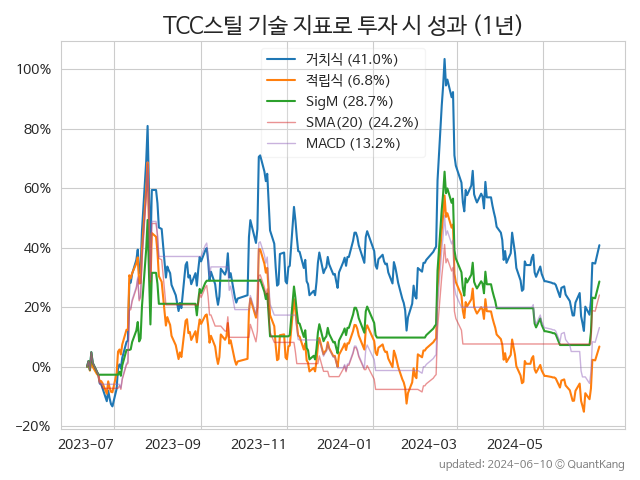 TCC스틸 기술 지표로 투자 시 성과 (1년)
거치식 (41.0%)
적립식 (6.8%)
SigM (28.7%)
SMA(20) (24.2%)
MACD (13.2%)
100%
80%
60%
40%
20%
0%
−20%
2023-07
2023-09
2023-11
2024-01
2024-03
2024-05
updated: 2024-06-10 ⓒ QuantKang